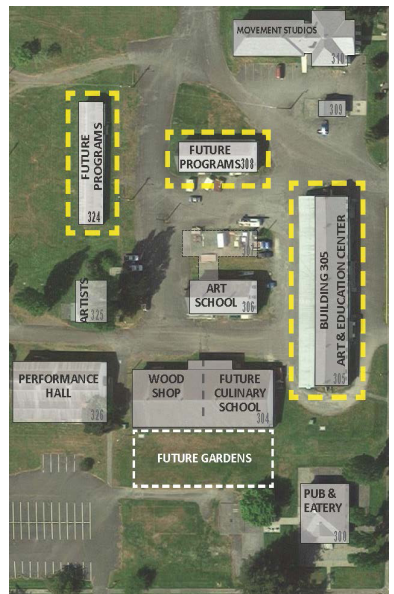 MOVEMENT STUDIOS
310
309
FUTURE
PROGRAMS
324
FUTURE
PROGRAMS 308
BUILDING 305
ART & EDUCATION CENTER
305
ARTISTS
325
ART
SCHOOL
306
PERFORMANCE
HALL
326
WOOD
SHOP
FUTURE
CULINARY
SCHOOL
304
FUTURE GARDENS
PUB &
EATERY
300